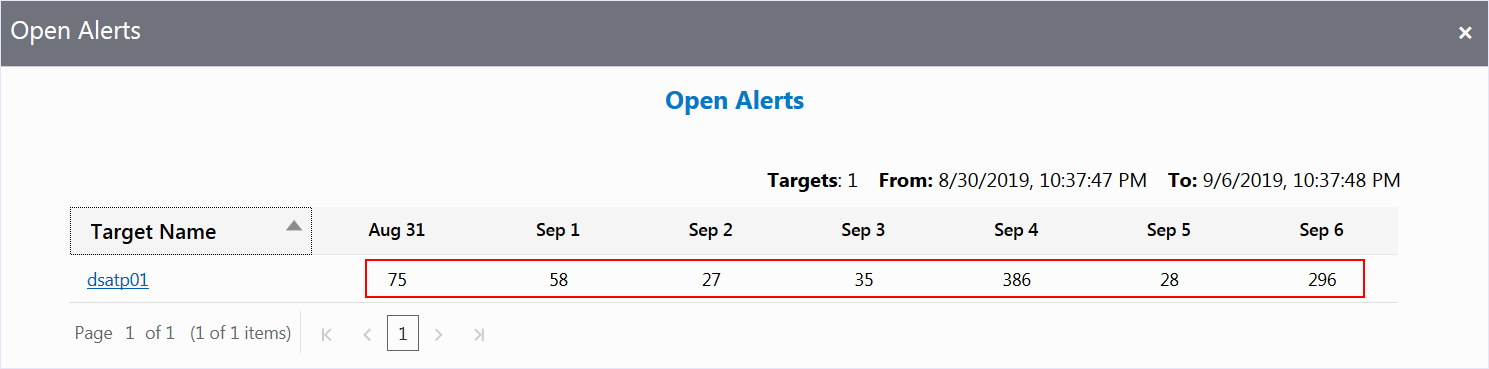 Open Alerts ×
Open Alerts
Targets: 1 From: 8/30/2019, 10:37:47 PM To: 9/6/2019, 10:37:48 PM
Target Name Aug 31 Sep 1 Sep 2 Sep 3 Sep 4 Sep 5 Sep 6
dsatp01 75 58 27 35 386 28 296
Page 1 of 1 (1 of 1 items) 1